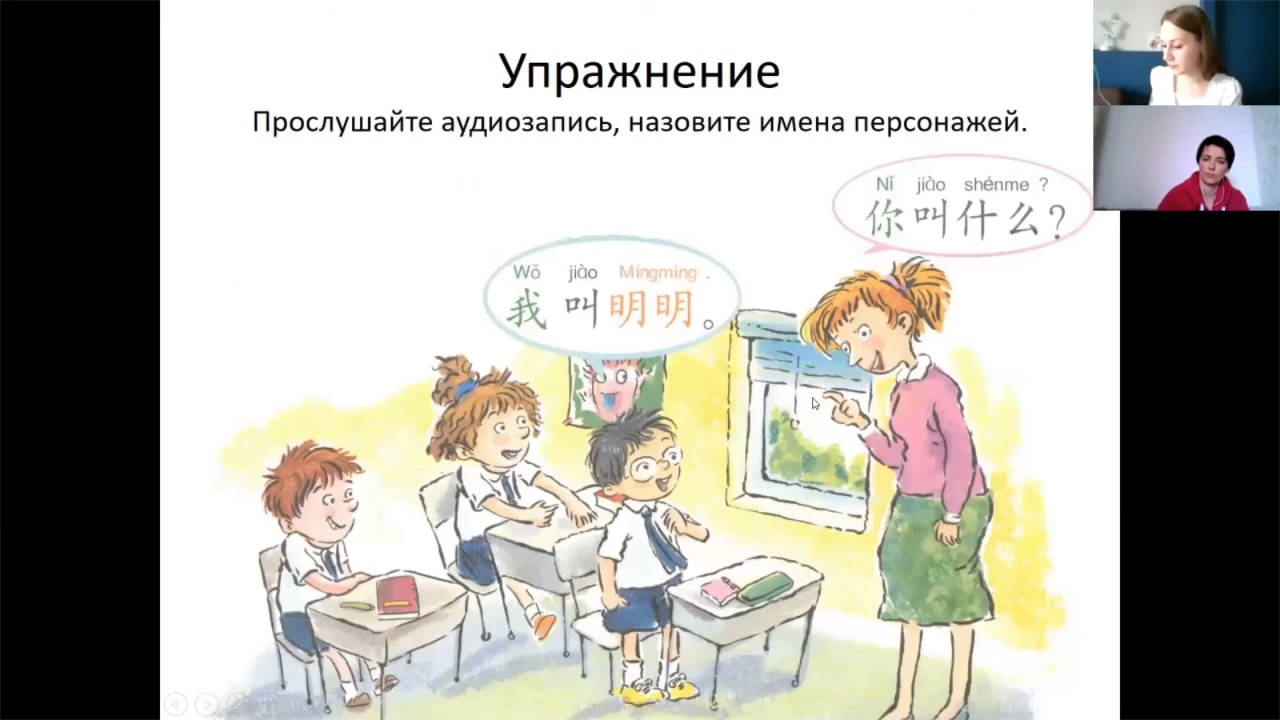 Упражнение
Прослушайте аудиозапись, назовите имена персонажей.
Nǐ jiào shénme ?
你叫什么?
Wǒ jiào Míngming .
我叫明明。